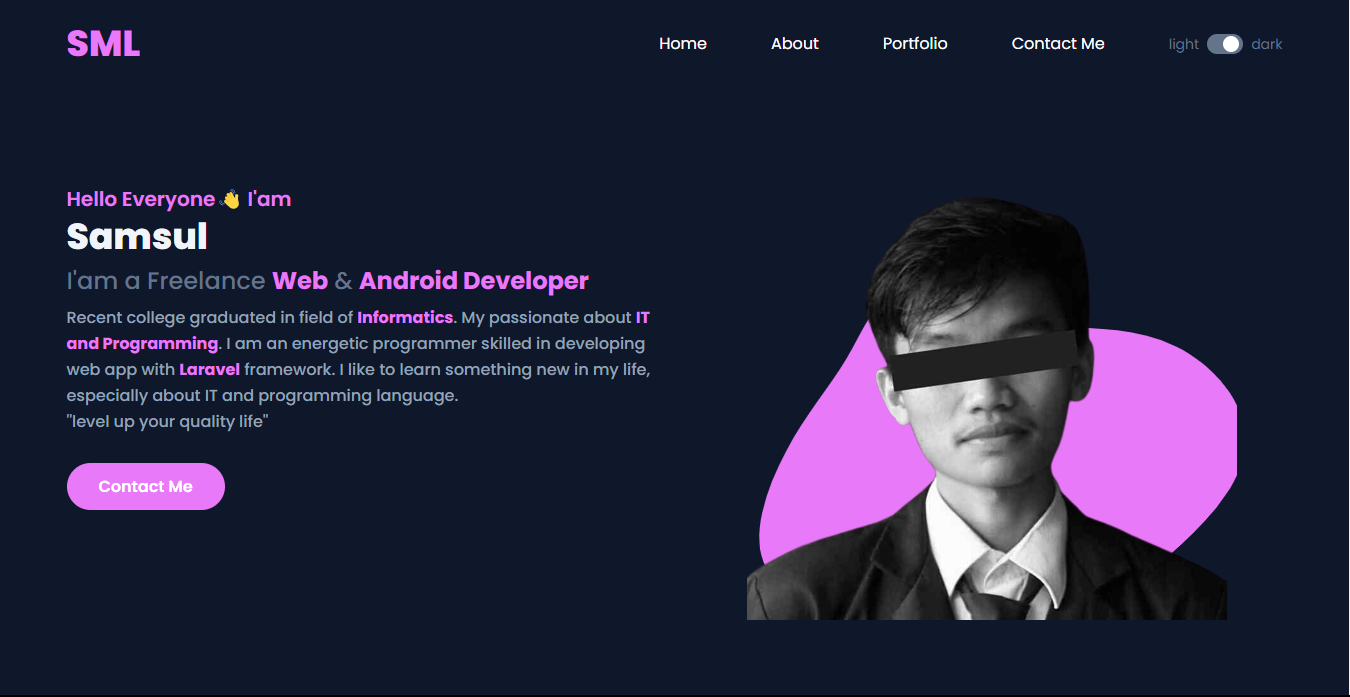 SML
Home About Portfolio Contact Me light dark
Hello Everyone 👋 I'am
Samsul
I'am a Freelance Web & Android Developer
Recent college graduated in field of Informatics. My passionate about IT
and Programming. I am an energetic programmer skilled in developing
web app with Laravel framework. I like to learn something new in my life,
especially about IT and programming language.
"level up your quality life"
Contact Me